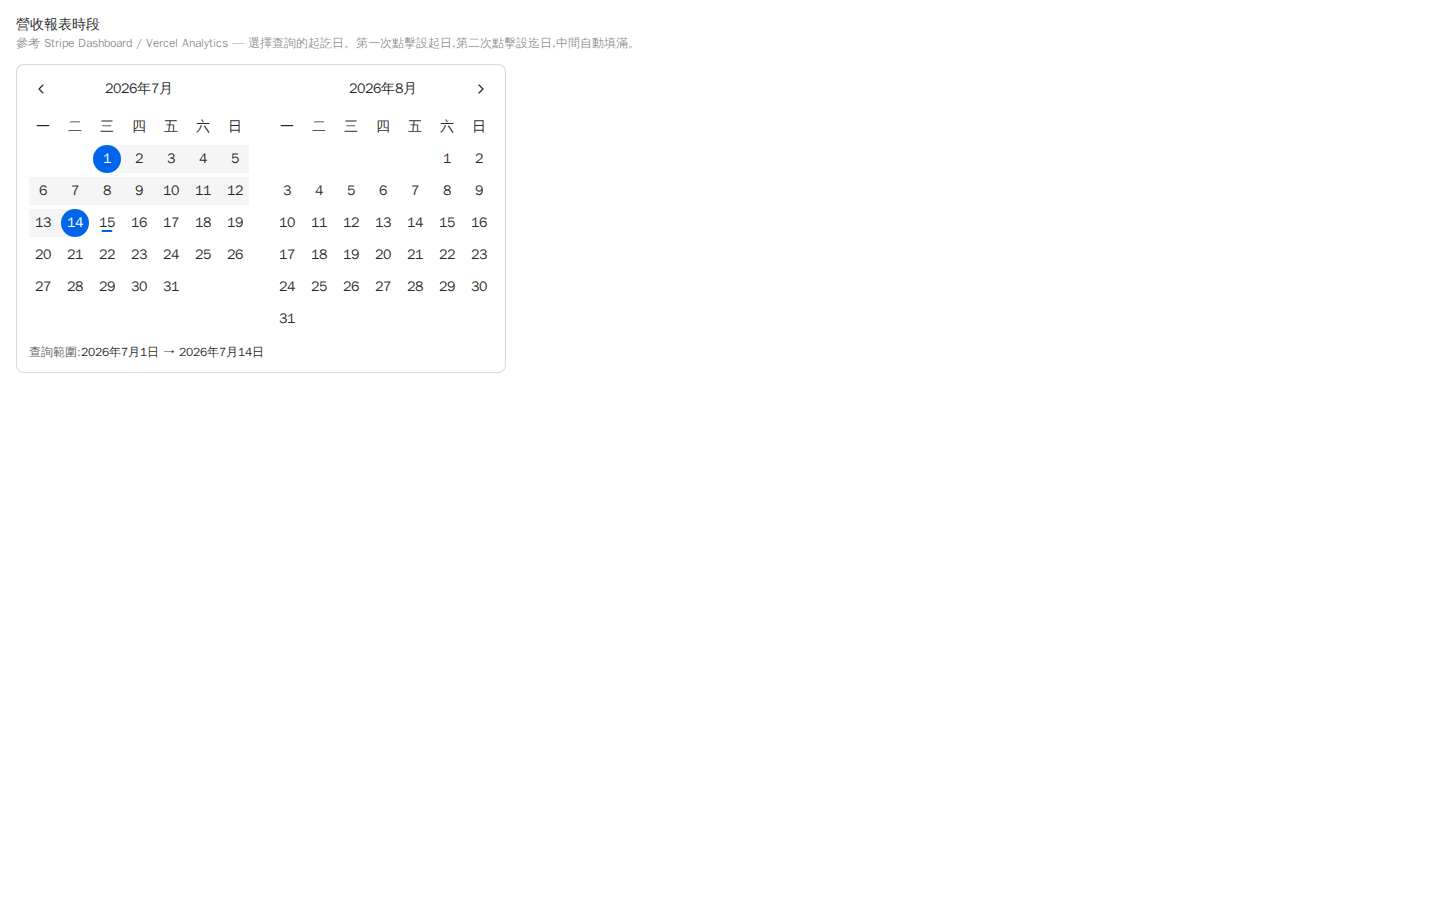 營收報表時段
參考 Stripe Dashboard / Vercel Analytics — 選擇查詢的起訖日。第一次點擊設起日,第二次點擊設迄日,中間自動填滿。
2026年7月
一 二 三 四 五 六 日
1 2 3 4 5
6 7 8 9 10 11 12
13 14 15 16 17 18 19
20 21 22 23 24 25 26
27 28 29 30 31
2026年8月
一 二 三 四 五 六 日
1 2
3 4 5 6 7 8 9
10 11 12 13 14 15 16
17 18 19 20 21 22 23
24 25 26 27 28 29 30
31
查詢範圍:2026年7月1日 → 2026年7月14日